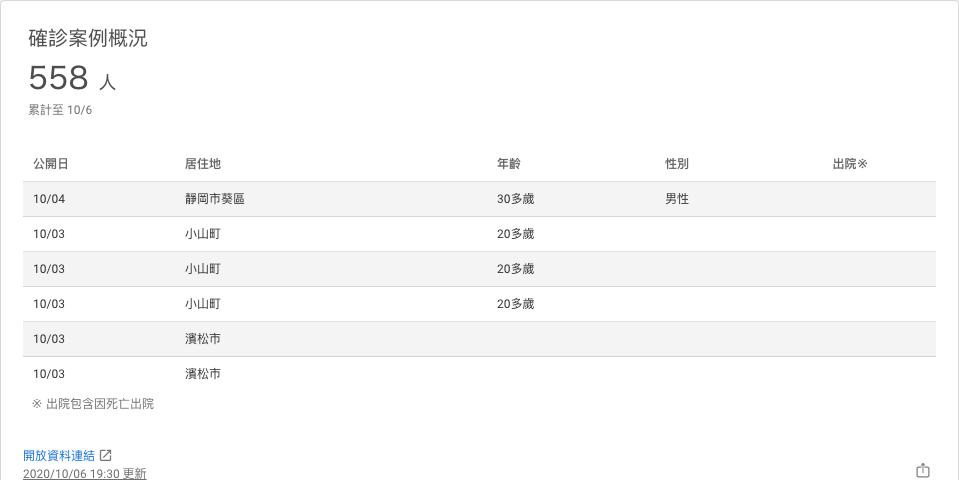 確診案例概況
558 人
累計至 10/6
公開日 居住地 年齡 性別 出院※
10/04 靜岡市葵區 30多歲 男性
10/03 小山町 20多歲
10/03 小山町 20多歲
10/03 小山町 20多歲
10/03 濱松市
10/03 濱松市
※ 出院包含因死亡出院
開放資料連結
2020/10/06 19:30 更新